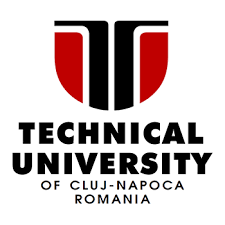 TECHNICAL
UNIVERSITY
OF CLUJ-NAPOCA
ROMANIA